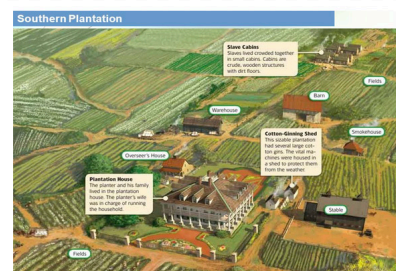 Southern Plantation
Slave Cabins
Slaves lived crowded together
in small cabins. Cabins are
crude, wooden structures
with dirt floors.
Fields
Barn
Warehouse
Cotton-Ginning Shed
This sizable plantation
had several large cot-
ton gins. The vital ma-
chines were housed in
a shed to protect them
from the weather.
Smokehouse
Overseer's House
Plantation House
The planter and his family
lived in the plantation
house. The planter's wife
was in charge of running
the household.
Stable
Fields